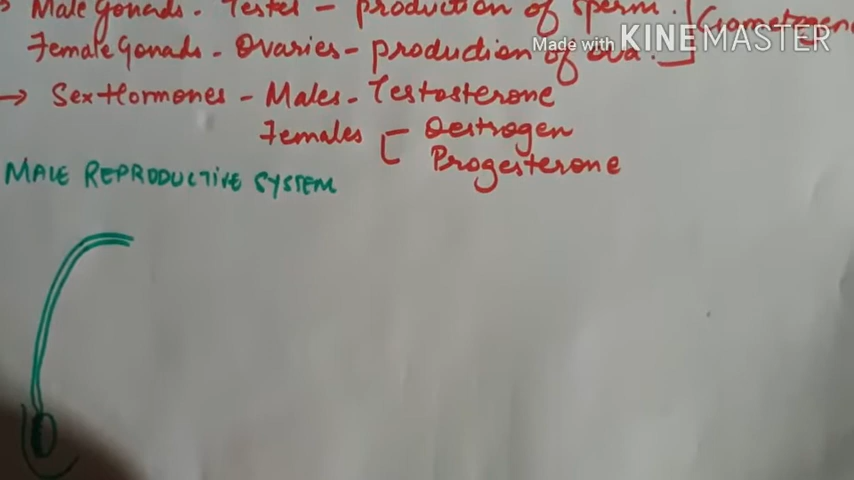 Male Gonads - Testes - production of sperm.
Female Gonads - Ovaries - production of ova.
Made with KINEMASTER
→ Sex Hormones - Males - Testosterone
Females [ Oestrogen
Progesterone
MALE REPRODUCTIVE SYSTEM